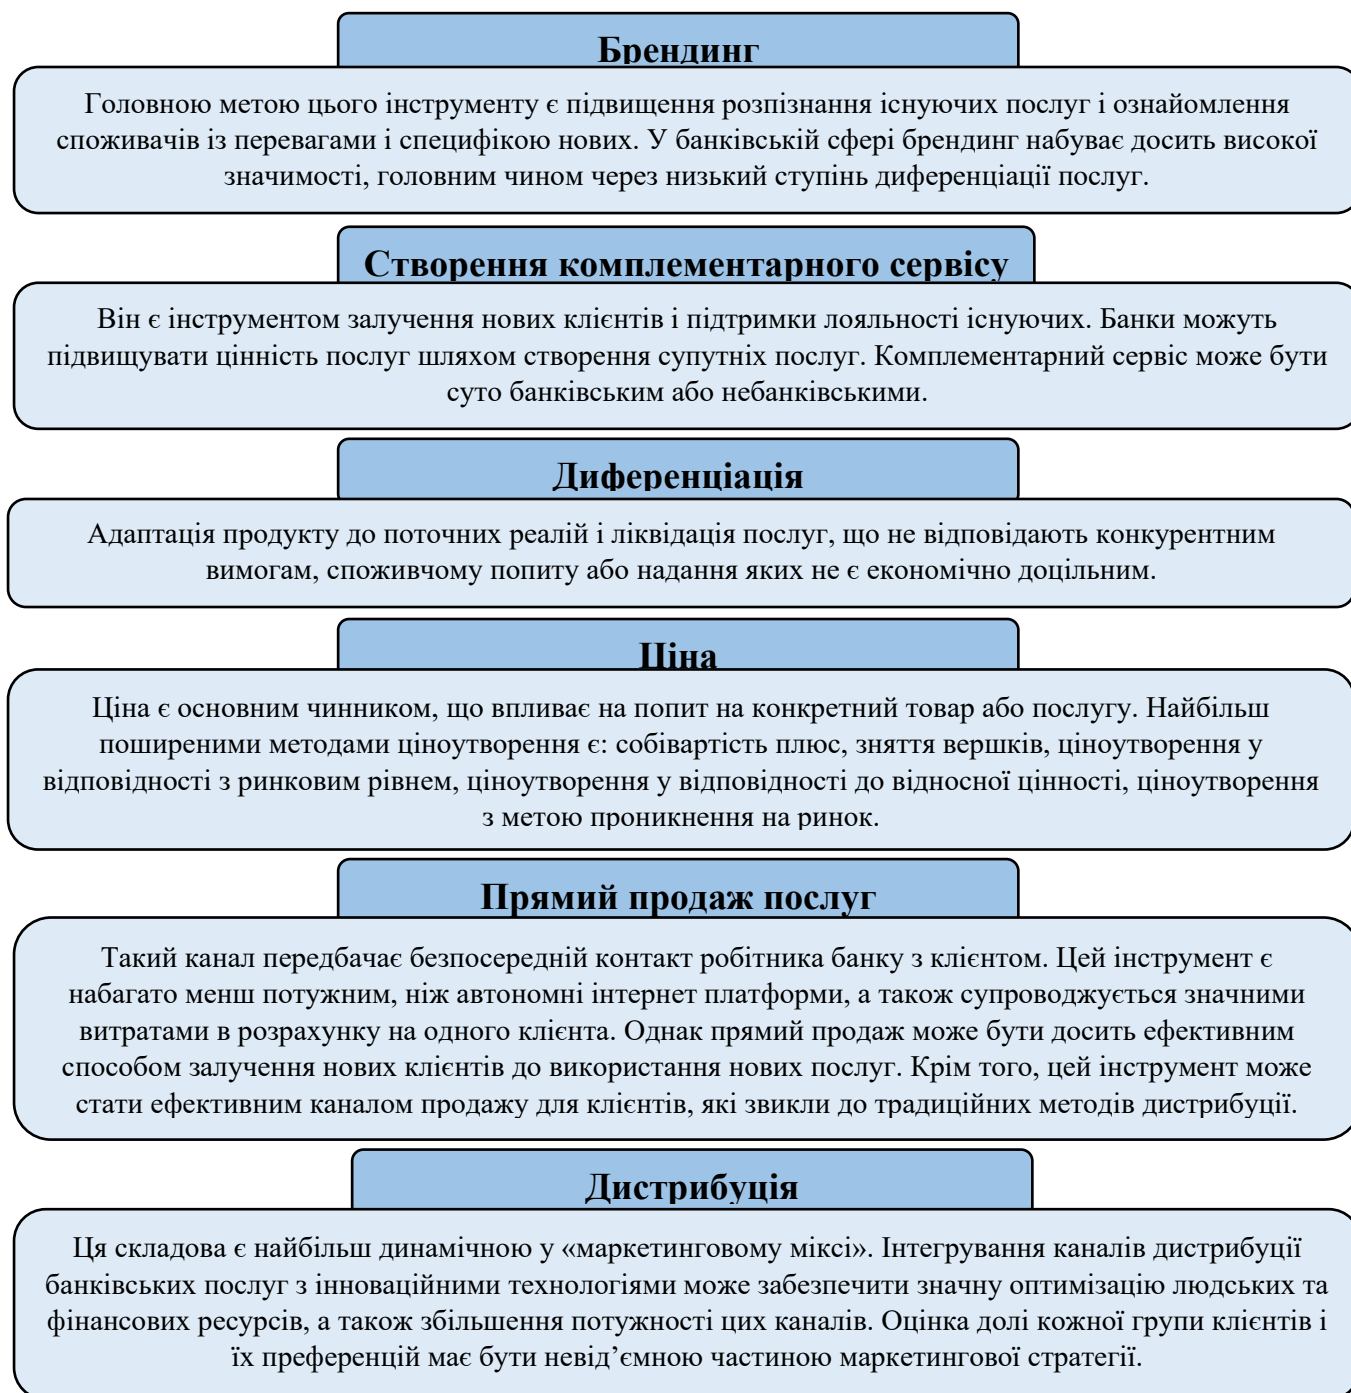 Брендинг
Головною метою цього інструменту є підвищення розпізнання існуючих послуг і ознайомлення
споживачів із перевагами і специфікою нових. У банківській сфері брендинг набуває досить високої
значимості, головним чином через низький ступінь диференціації послуг.
Створення комплементарного сервісу
Він є інструментом залучення нових клієнтів і підтримки лояльності існуючих. Банки можуть
підвищувати цінність послуг шляхом створення супутніх послуг. Комплементарний сервіс може бути
суто банківським або небанківськими.
Диференціація
Адаптація продукту до поточних реалій і ліквідація послуг, що не відповідають конкурентним
вимогам, споживчому попиту або надання яких не є економічно доцільним.
Ціна
Ціна є основним чинником, що впливає на попит на конкретний товар або послугу. Найбільш
поширеними методами ціноутворення є: собівартість плюс, зняття вершків, ціноутворення у
відповідності з ринковим рівнем, ціноутворення у відповідності до відносної цінності, ціноутворення
з метою проникнення на ринок.
Прямий продаж послуг
Такий канал передбачає безпосередній контакт робітника банку з клієнтом. Цей інструмент є
набагато менш потужним, ніж автономні інтернет платформи, а також супроводжується значними
витратами в розрахунку на одного клієнта. Однак прямий продаж може бути досить ефективним
способом залучення нових клієнтів до використання нових послуг. Крім того, цей інструмент може
стати ефективним каналом продажу для клієнтів, які звикли до традиційних методів дистрибуції.
Дистрибуція
Ця складова є найбільш динамічною у «маркетинговому міксі». Інтегрування каналів дистрибуції
банківських послуг з інноваційними технологіями може забезпечити значну оптимізацію людських та
фінансових ресурсів, а також збільшення потужності цих каналів. Оцінка долі кожної групи клієнтів і
їх преференцій має бути невід’ємною частиною маркетингової стратегії.